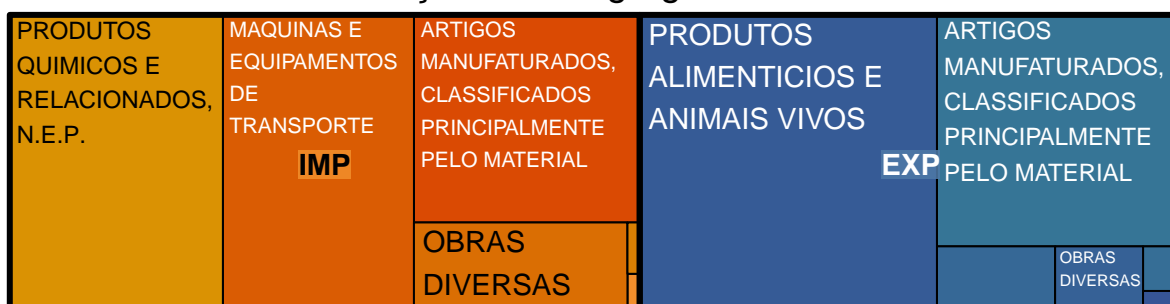 PRODUTOS
QUIMICOS E
RELACIONADOS,
N.E.P.
MAQUINAS E
EQUIPAMENTOS
DE
TRANSPORTE
IMP
ARTIGOS
MANUFATURADOS,
CLASSIFICADOS
PRINCIPALMENTE
PELO MATERIAL
OBRAS
DIVERSAS
PRODUTOS
ALIMENTICIOS E
ANIMAIS VIVOS
EXP
ARTIGOS
MANUFATURADOS,
CLASSIFICADOS
PRINCIPALMENTE
PELO MATERIAL
OBRAS
DIVERSAS